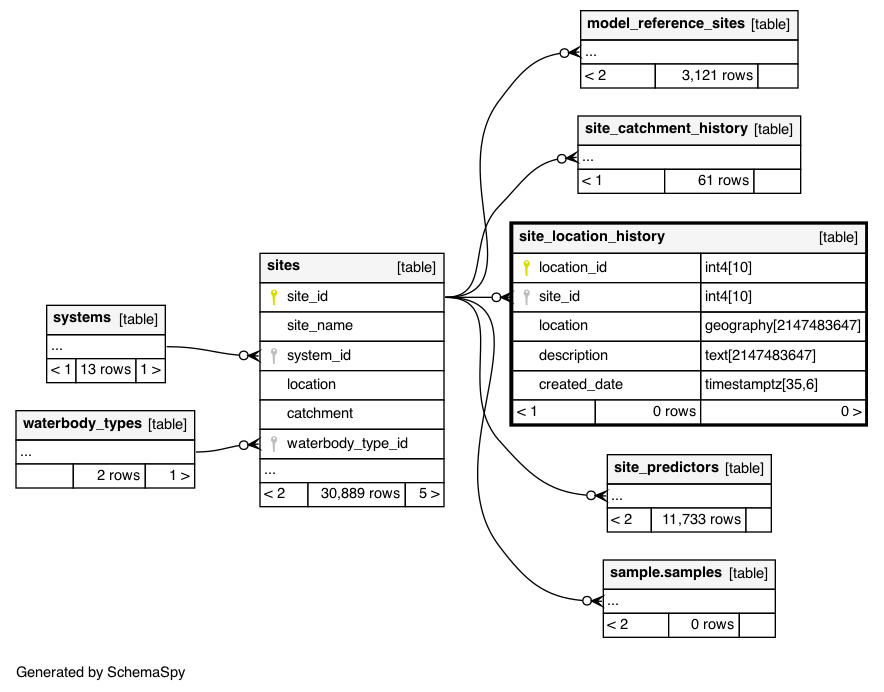 model_reference_sites [table]
...
< 2 3,121 rows
site_catchment_history [table]
...
< 1 61 rows
site_location_history [table]
location_id int4[10]
site_id int4[10]
location geography[2147483647]
description text[2147483647]
created_date timestamptz[35,6]
< 1 0 rows 0 >
sites [table]
site_id
site_name
system_id
location
catchment
waterbody_type_id
...
< 2 30,889 rows 5 >
systems [table]
...
< 1 13 rows 1 >
waterbody_types [table]
...
2 rows 1 >
site_predictors [table]
...
< 2 11,733 rows
sample.samples [table]
...
< 2 0 rows
Generated by SchemaSpy